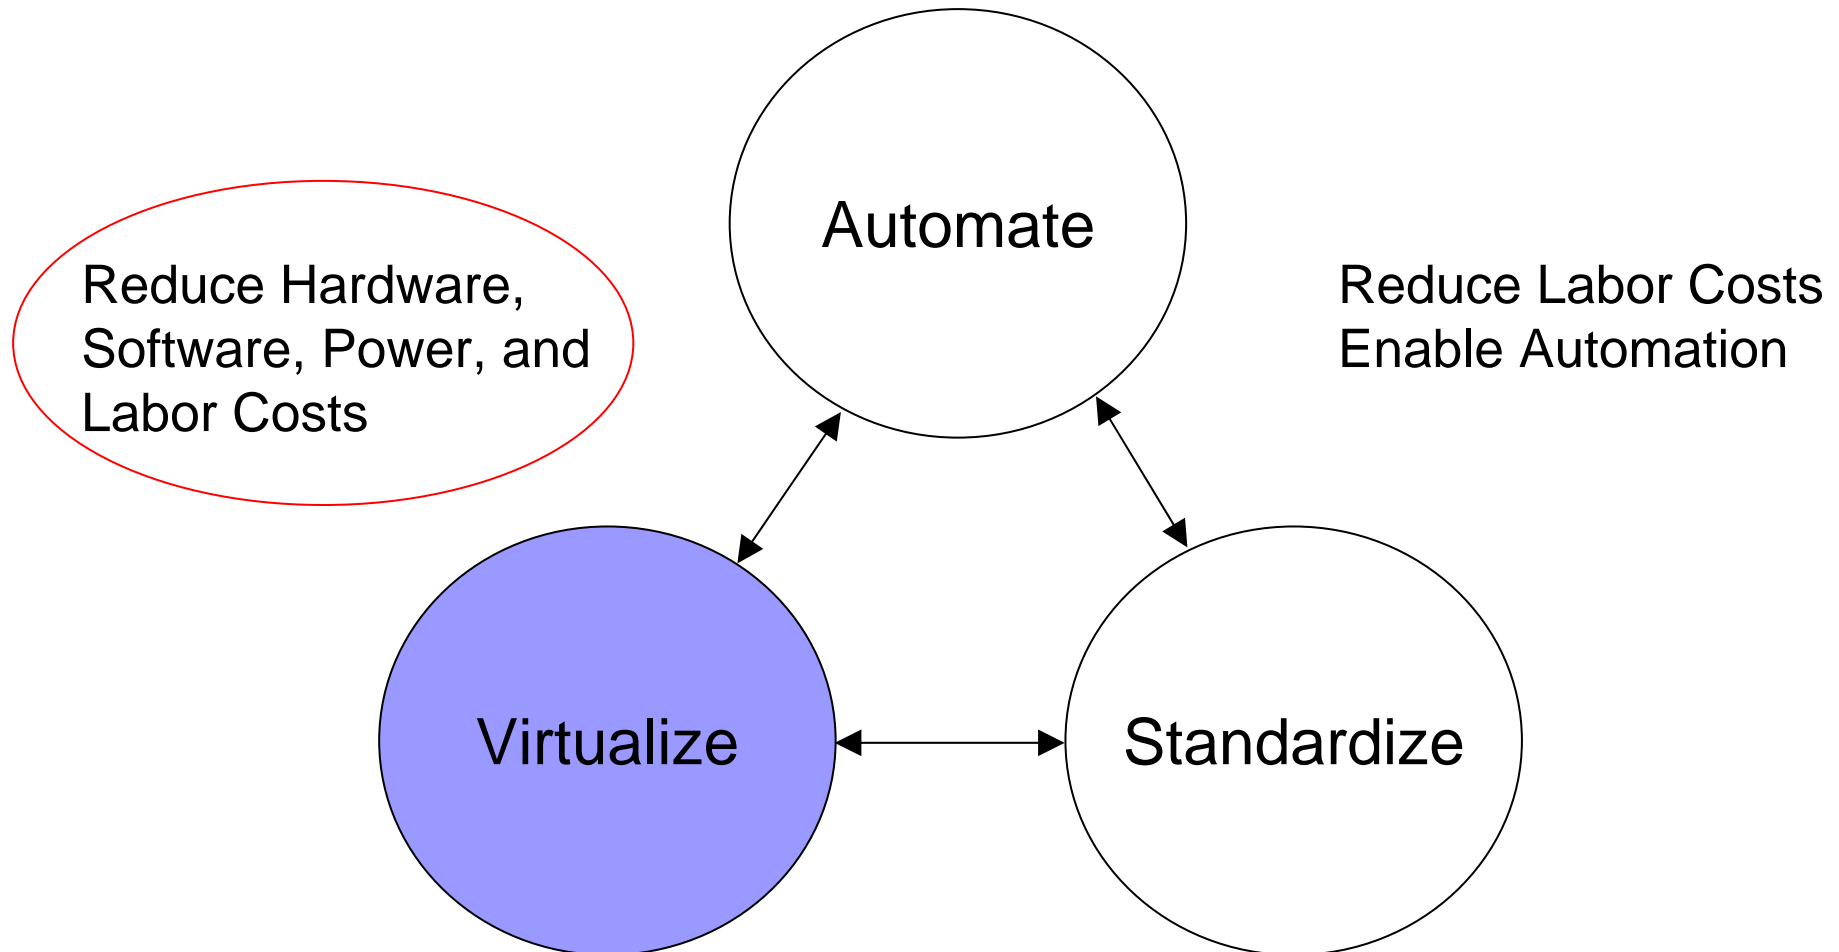 Automate
Reduce Hardware,
Software, Power, and
Labor Costs
Reduce Labor Costs
Enable Automation
Virtualize
Standardize